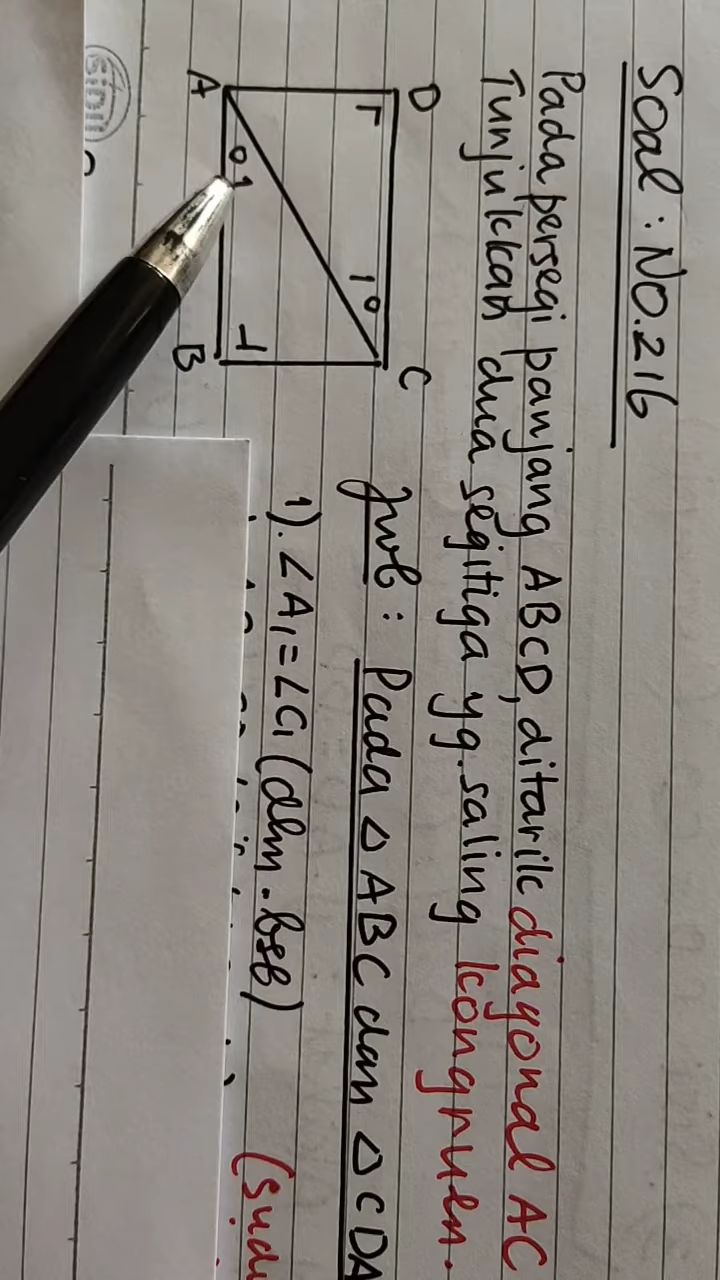 Soal : No.216
Pada persegi panjang ABCD, ditarik diagonal AC
Tunjukkan dua segitiga yg. saling kongruen.
D C
A B
1
1
Jwb : Pada △ ABC dan △ CDA
1). ∠A1 = ∠C1 (dlm. bsb)
SIDU